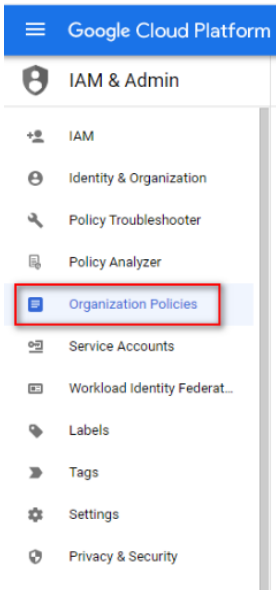 Google Cloud Platform
IAM & Admin
IAM
Identity & Organization
Policy Troubleshooter
Policy Analyzer
Organization Policies
Service Accounts
Workload Identity Federat...
Labels
Tags
Settings
Privacy & Security